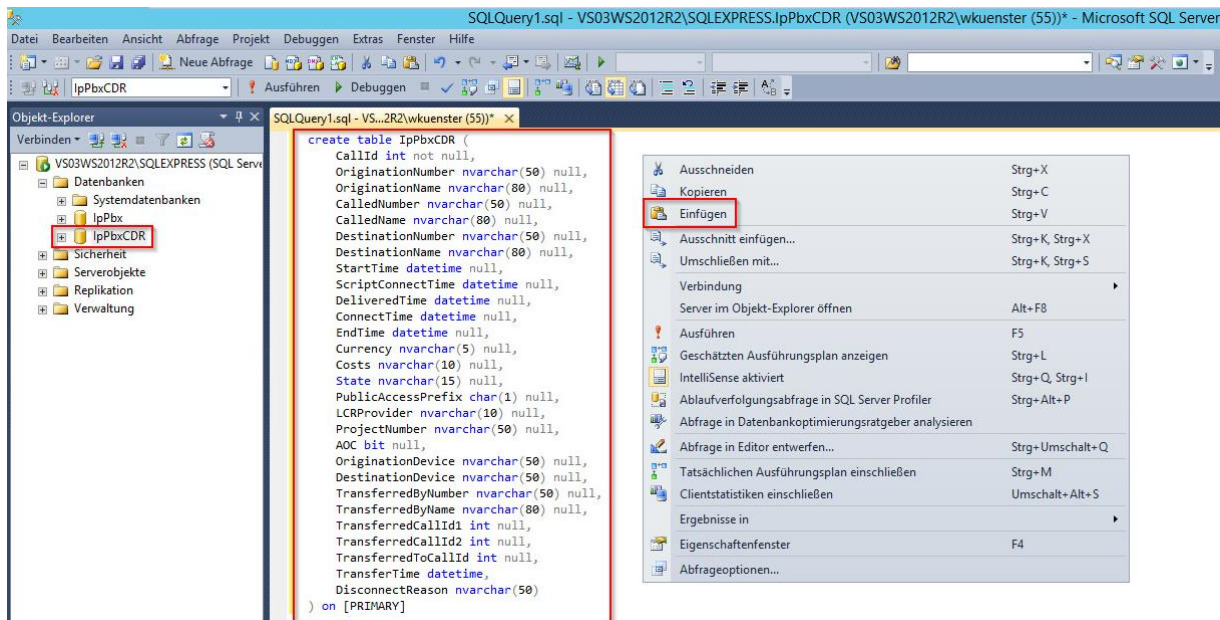 SQLQuery1.sql - VS03WS2012R2\SQLEXPRESS.IpPbxCDR (VS03WS2012R2\wkuenster (55))* - Microsoft SQL Server
Datei Bearbeiten Ansicht Abfrage Projekt Debuggen Extras Fenster Hilfe
Neue Abfrage
IpPbxCDR
Ausführen Debuggen
Objekt-Explorer
Verbinden
VS03WS2012R2\SQLEXPRESS (SQL Serve
Datenbanken
Systemdatenbanken
IpPbx
IpPbxCDR
Sicherheit
Serverobjekte
Replikation
Verwaltung
SQLQuery1.sql - VS...2R2\wkuenster (55))*
create table IpPbxCDR (
CallId int not null,
OriginationNumber nvarchar(50) null,
OriginationName nvarchar(80) null,
CalledNumber nvarchar(50) null,
CalledName nvarchar(80) null,
DestinationNumber nvarchar(50) null,
DestinationName nvarchar(80) null,
StartTime datetime null,
ScriptConnectTime datetime null,
DeliveredTime datetime null,
ConnectTime datetime null,
EndTime datetime null,
Currency nvarchar(5) null,
Costs nvarchar(10) null,
State nvarchar(15) null,
PublicAccessPrefix char(1) null,
LCRProvider nvarchar(10) null,
ProjectNumber nvarchar(50) null,
AOC bit null,
OriginationDevice nvarchar(50) null,
DestinationDevice nvarchar(50) null,
TransferredByNumber nvarchar(50) null,
TransferredByName nvarchar(80) null,
TransferredCallId1 int null,
TransferredCallId2 int null,
TransferredToCallId int null,
TransferTime datetime,
DisconnectReason nvarchar(50)
) on [PRIMARY]
Ausschneiden Strg+X
Kopieren Strg+C
Einfügen Strg+V
Ausschnitt einfügen... Strg+K, Strg+X
Umschließen mit... Strg+K, Strg+S
Verbindung
Server im Objekt-Explorer öffnen Alt+F8
Ausführen F5
Geschätzten Ausführungsplan anzeigen Strg+L
IntelliSense aktiviert Strg+Q, Strg+I
Ablaufverfolgungsabfrage in SQL Server Profiler Strg+Alt+P
Abfrage in Datenbankoptimierungsratgeber analysieren
Abfrage in Editor entwerfen... Strg+Umschalt+Q
Tatsächlichen Ausführungsplan einschließen Strg+M
Clientstatistiken einschließen Umschalt+Alt+S
Ergebnisse in
Eigenschaftenfenster F4
Abfrageoptionen...